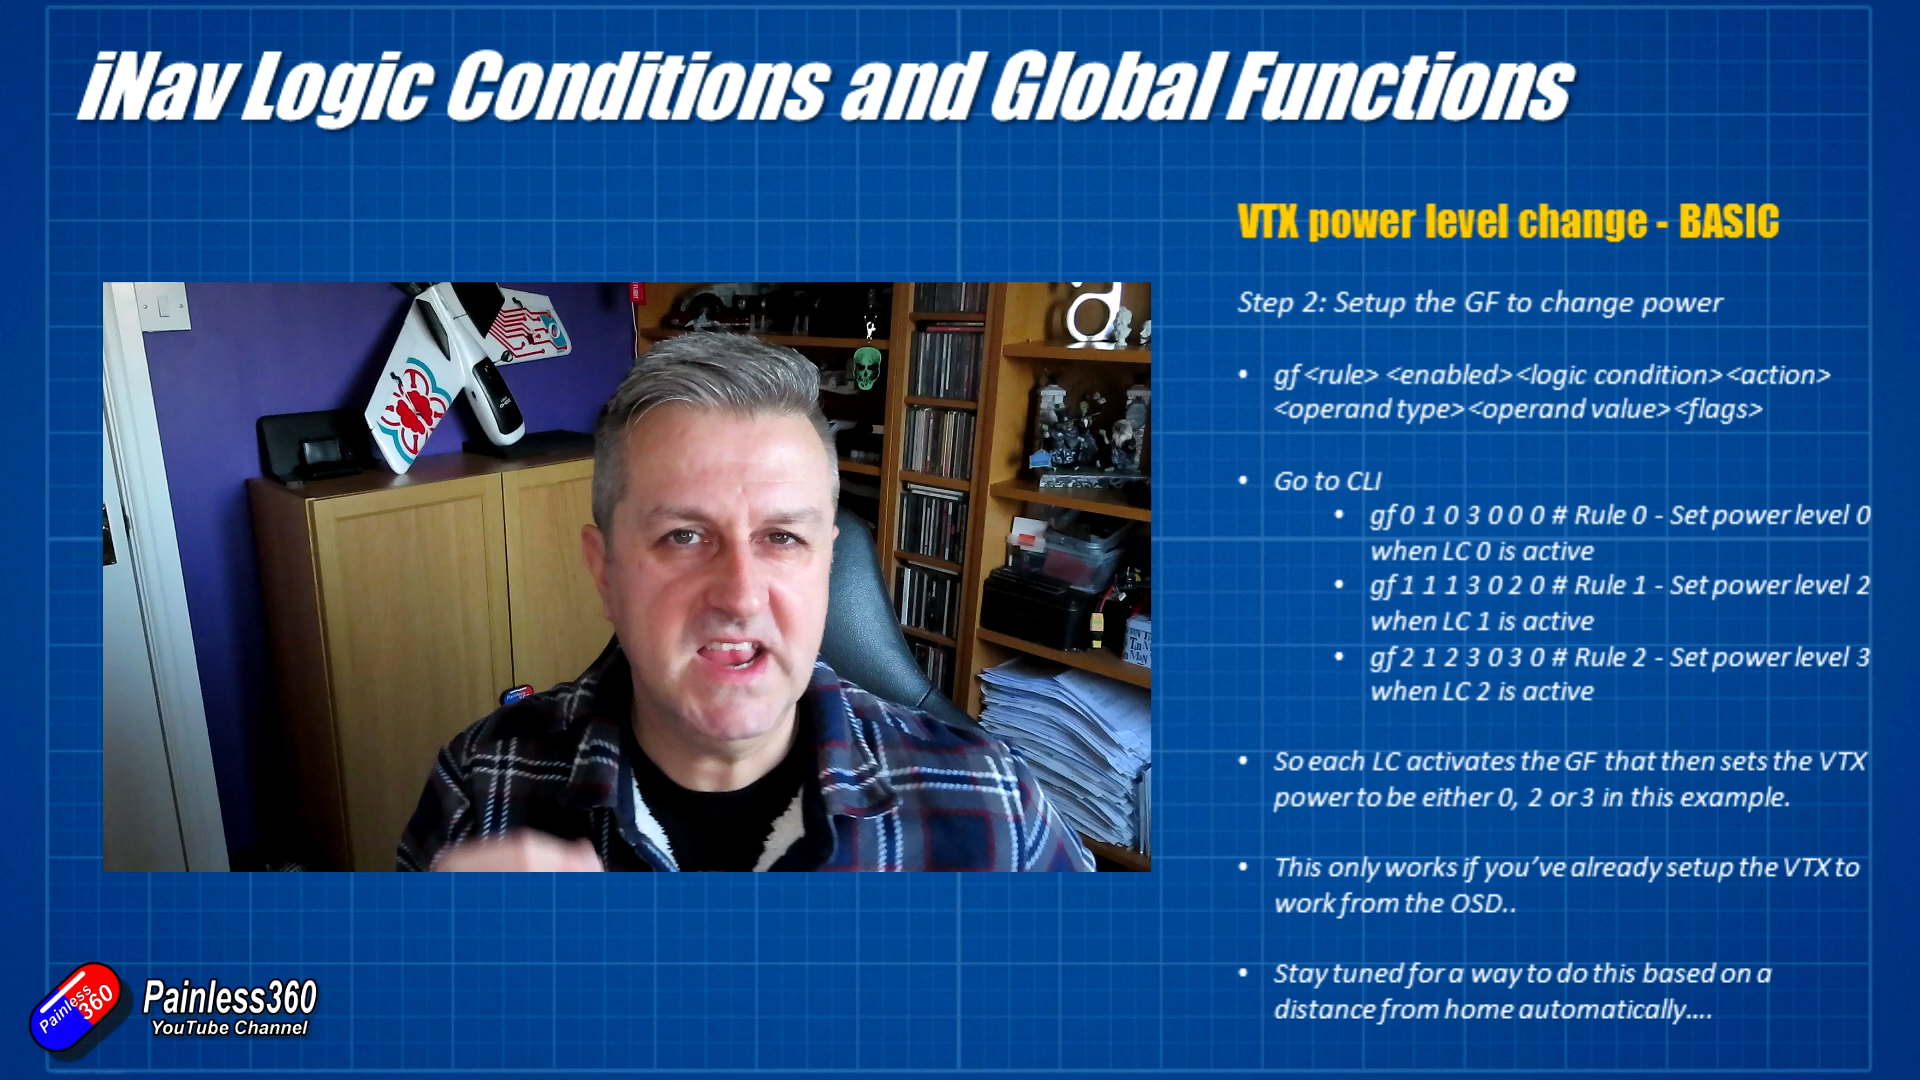 iNav Logic Conditions and Global Functions
VTX power level change - BASIC
Step 2: Setup the GF to change power
• gf <rule> <enabled><logic condition><action>
<operand type><operand value><flags>
• Go to CLI
• gf 0 1 0 3 0 0 0 # Rule 0 - Set power level 0
when LC 0 is active
• gf 1 1 1 3 0 2 0 # Rule 1 - Set power level 2
when LC 1 is active
• gf 2 1 2 3 0 3 0 # Rule 2 - Set power level 3
when LC 2 is active
• So each LC activates the GF that then sets the VTX
power to be either 0, 2 or 3 in this example.
• This only works if you’ve already setup the VTX to
work from the OSD..
• Stay tuned for a way to do this based on a
distance from home automatically....
Painless
360
Painless360
YouTube Channel